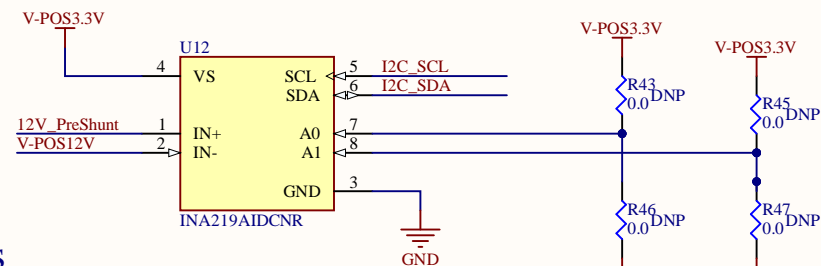 V-POS3.3V
V-POS3.3V
V-POS3.3V
U12
4 VS SCL 5 I2C_SCL
SDA 6 I2C_SDA
R43
0.0 DNP
R45
0.0 DNP
12V_PreShunt 1 IN+ A0 7
V-POS12V 2 IN- A1 8
GND 3
R46
0.0 DNP
R47
0.0 DNP
INA219AIDCNR
GND
S